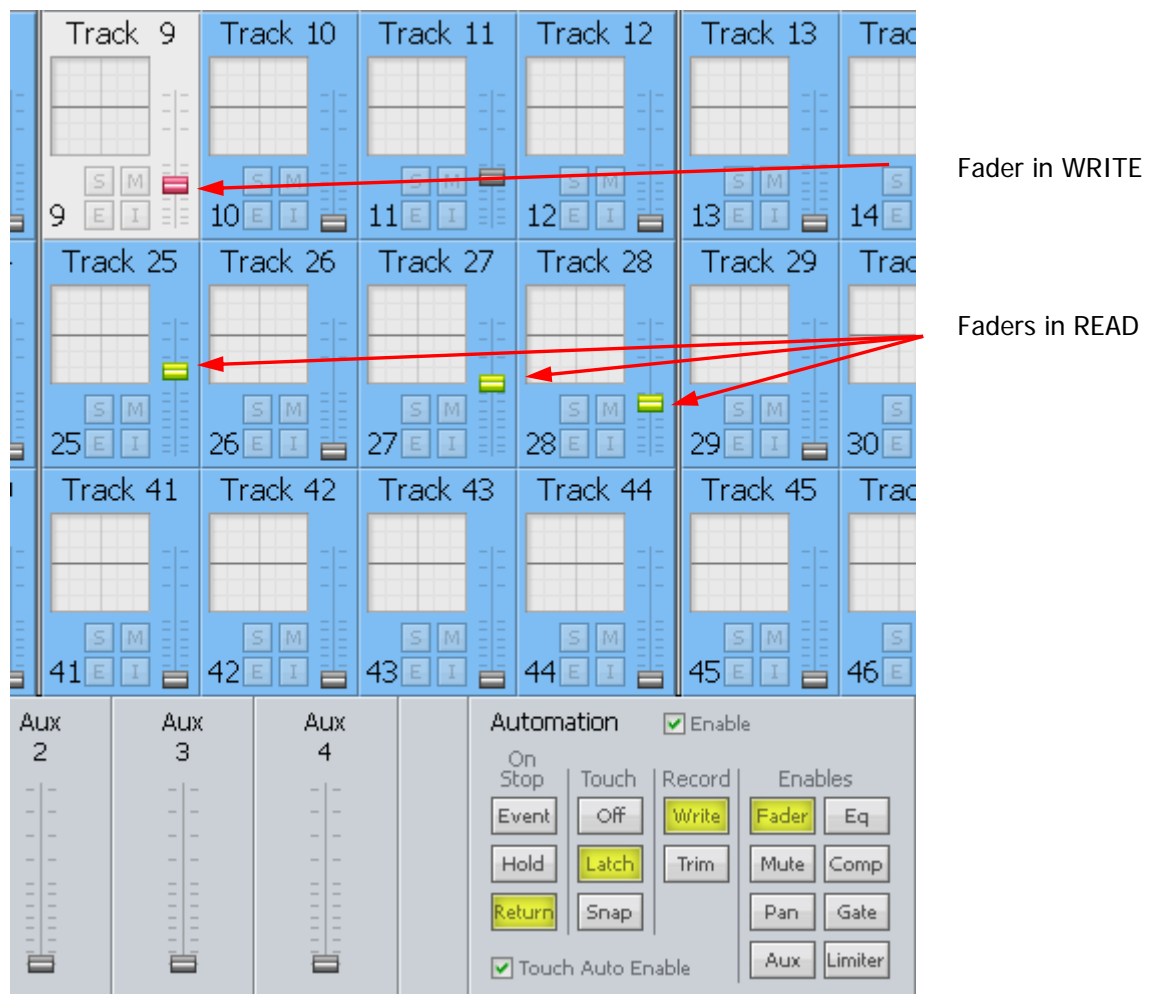 Track 9 Track 10 Track 11 Track 12 Track 13 Trac
S M S M S M S M S M S
9 E I 10 E I 11 E I 12 E I 13 E I 14 E
Fader in WRITE
Track 25 Track 26 Track 27 Track 28 Track 29 Trac
Faders in READ
S M S M S M S M S M S
25 E I 26 E I 27 E I 28 E I 29 E I 30 E
Track 41 Track 42 Track 43 Track 44 Track 45 Trac
S M S M S M S M S M S
41 E I 42 E I 43 E I 44 E I 45 E I 46 E
Aux Aux Aux
2 3 4
Automation Enable
On
Stop Touch Record Enables
Event Off Write Fader Eq
Hold Latch Trim Mute Comp
Return Snap Pan Gate
Touch Auto Enable Aux Limiter